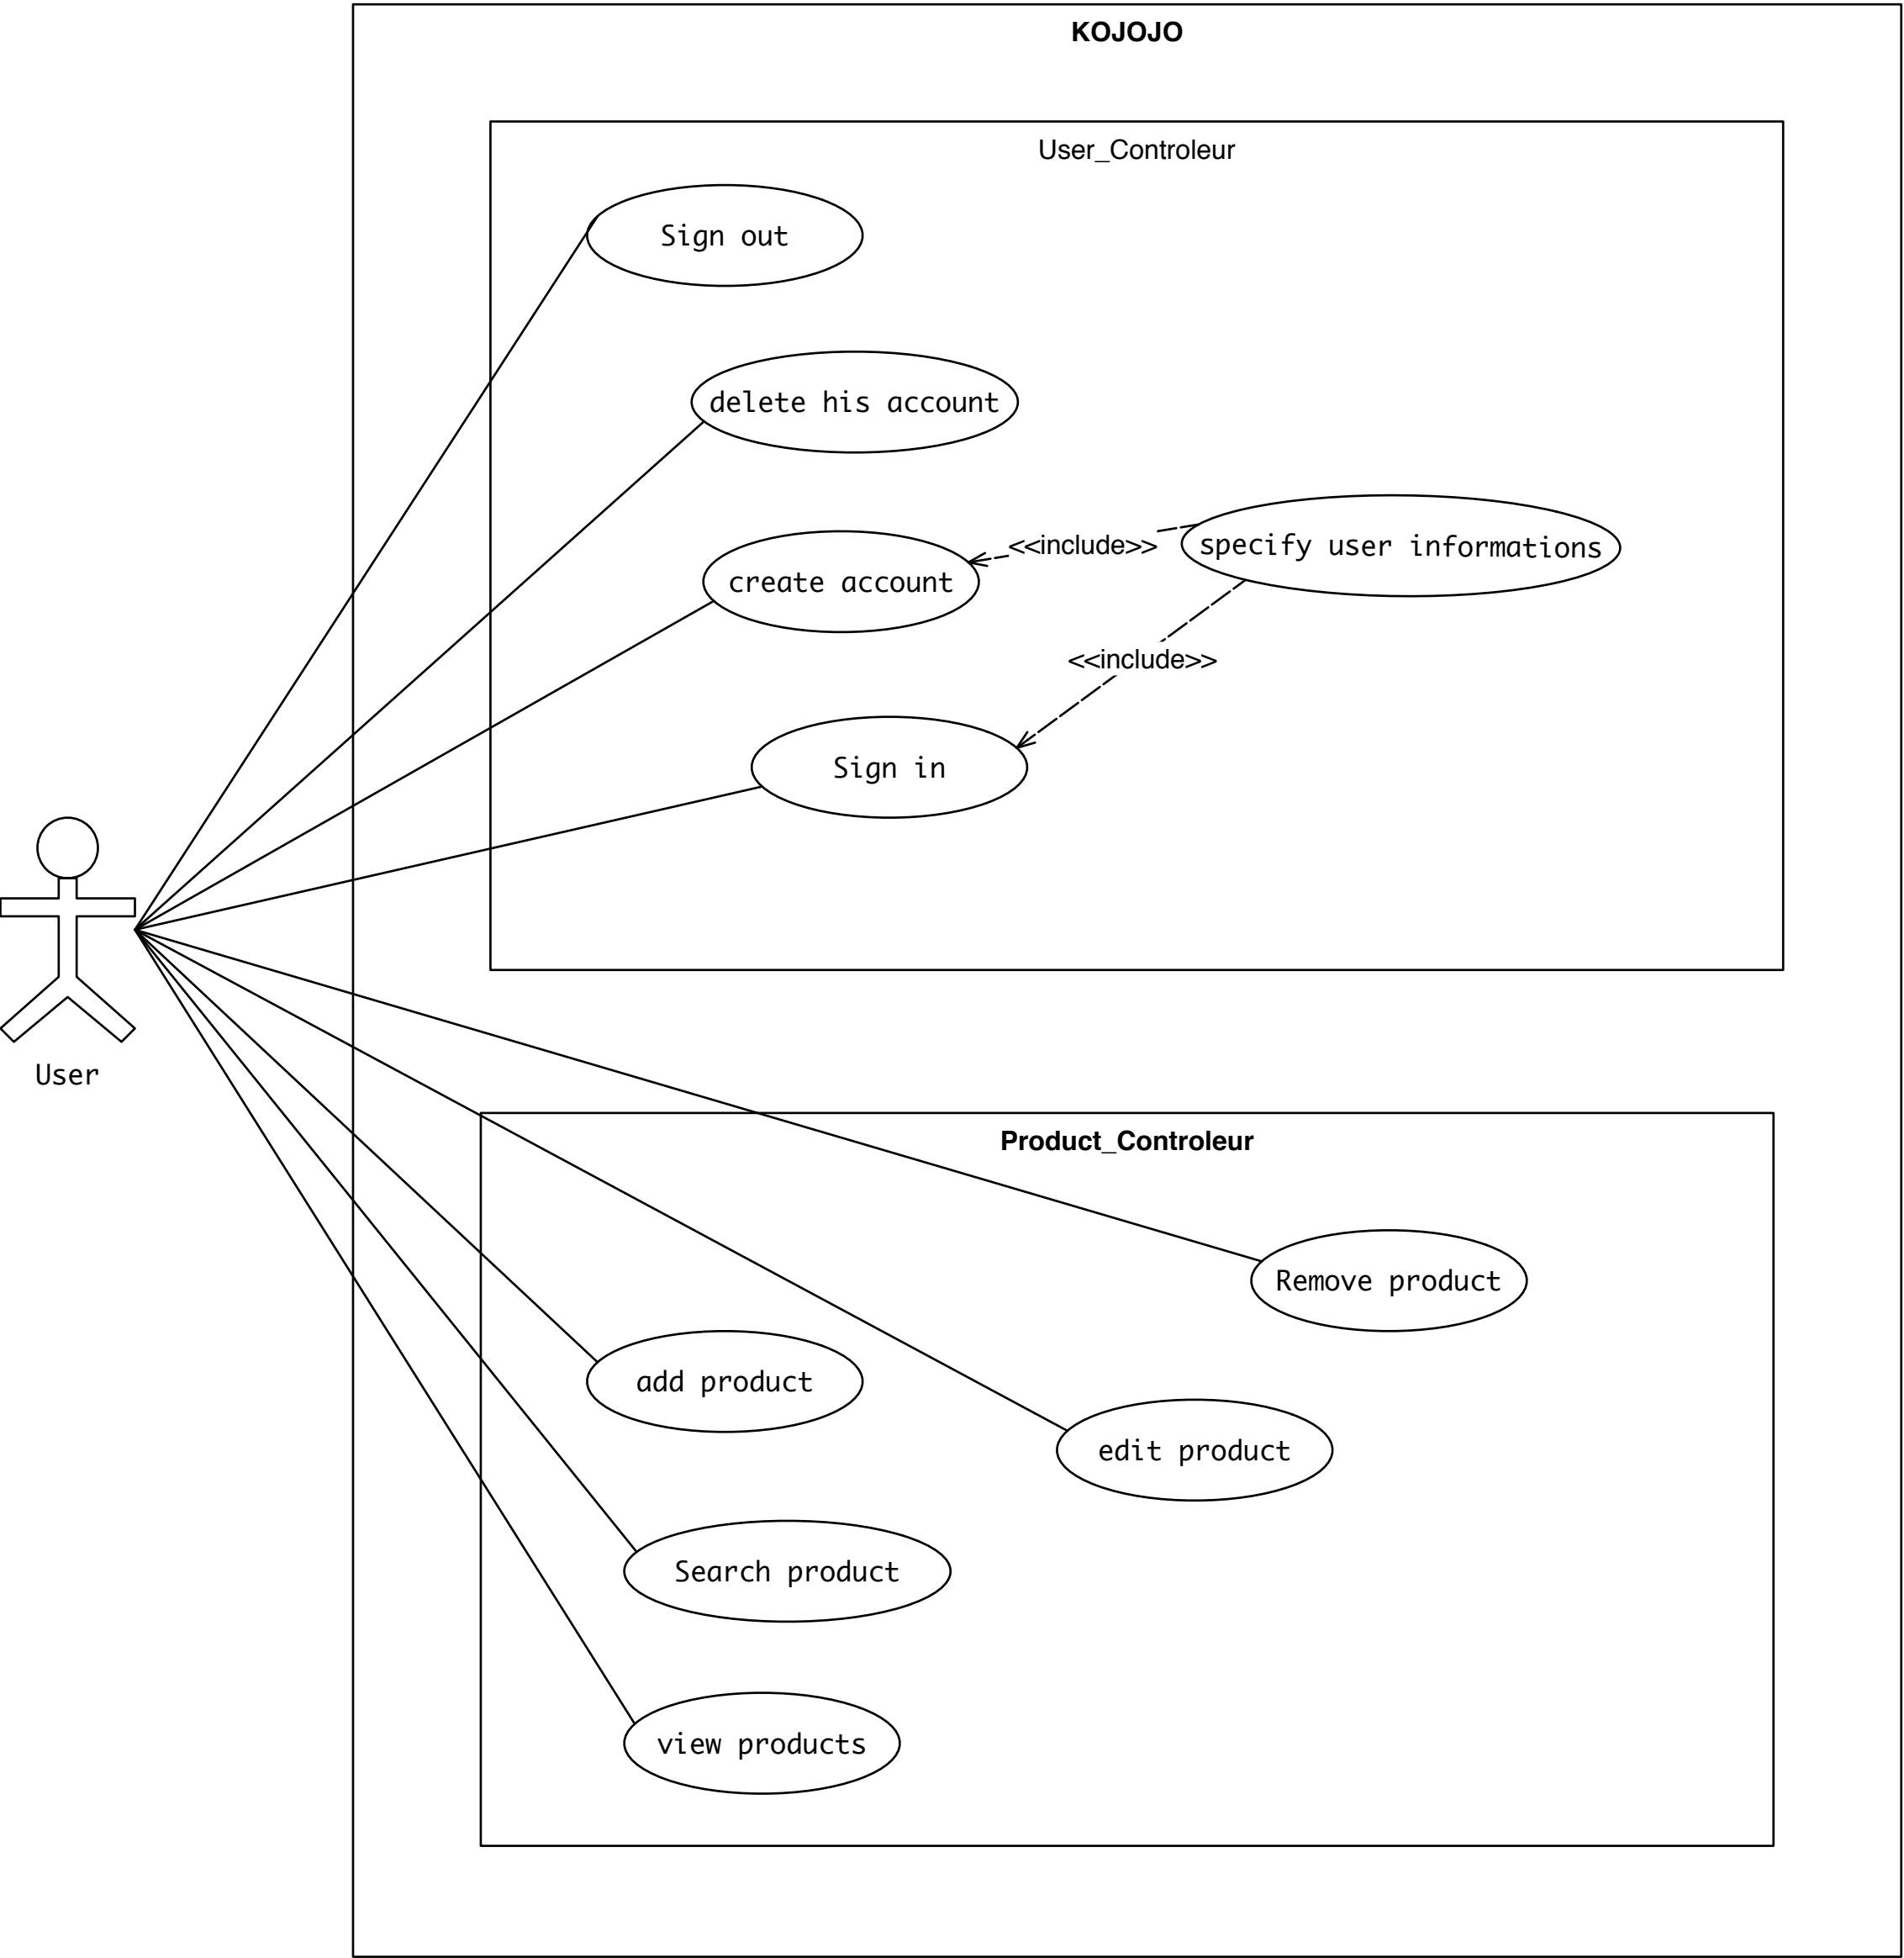 KOJOJO
User_Controleur
Sign out
delete his account
create account
<<include>>
specify user informations
<<include>>
Sign in
User
Product_Controleur
Remove product
add product
edit product
Search product
view products